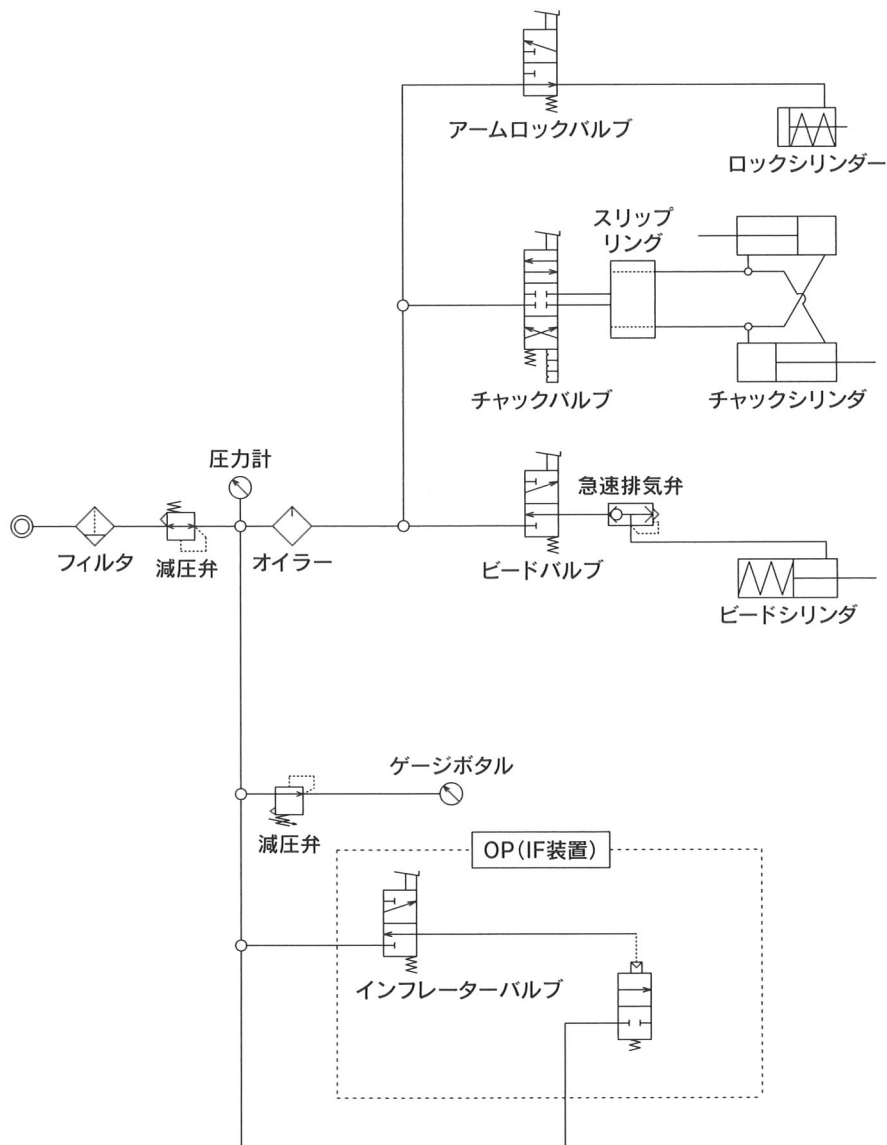 アームロックバルブ
ロックシリンダー
スリップ
リング
チャックバルブ
チャックシリンダ
圧力計
急速排気弁
フィルタ
減圧弁
オイラー
ビードバルブ
ビードシリンダ
ゲージボタル
減圧弁
OP(IF装置)
インフレーターバルブ